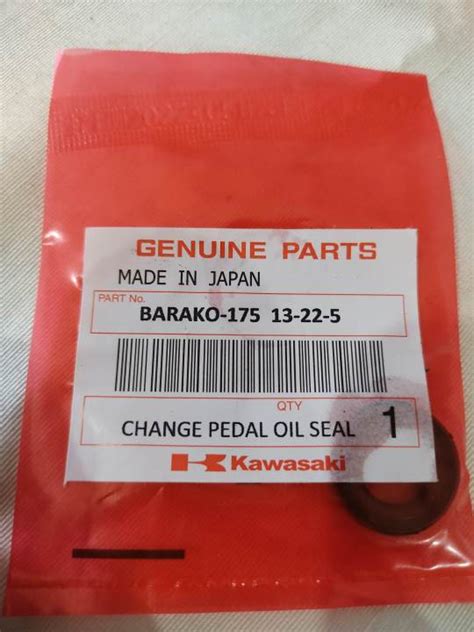 GENUINE PARTS
MADE IN JAPAN
PART No.
BARAKO-175 13-22-5
QTY
CHANGE PEDAL OIL SEAL 1
Kawasaki